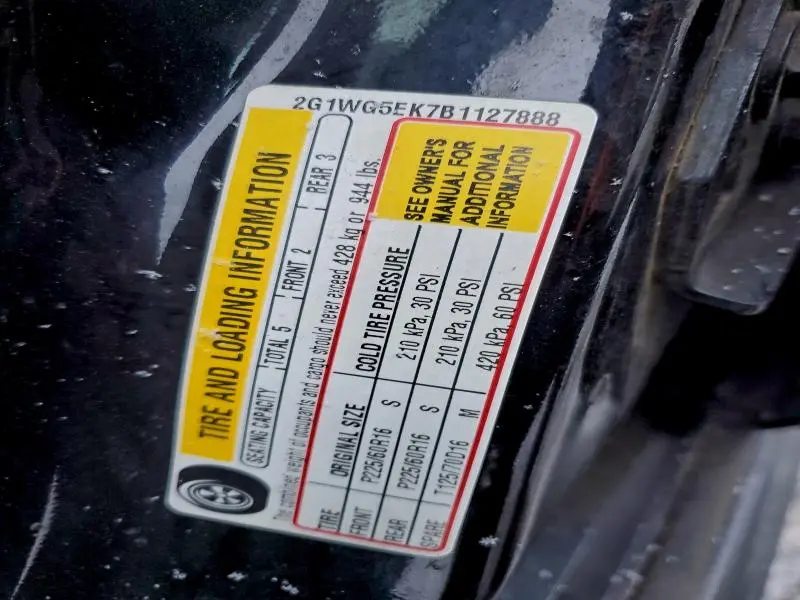 2G1WG5EK7B1127888
TIRE AND LOADING INFORMATION
SEATING CAPACITY TOTAL 5 FRONT 2 REAR 3
The combined weight of occupants and cargo should never exceed 428 kg or 944 lbs.
TIRE ORIGINAL SIZE COLD TIRE PRESSURE
FRONT P225/60R16 S 210 kPa, 30 PSI
REAR P225/60R16 S 210 kPa, 30 PSI
SPARE T125/70D16 M 420 kPa, 60 PSI
SEE OWNER'S
MANUAL FOR
ADDITIONAL
INFORMATION